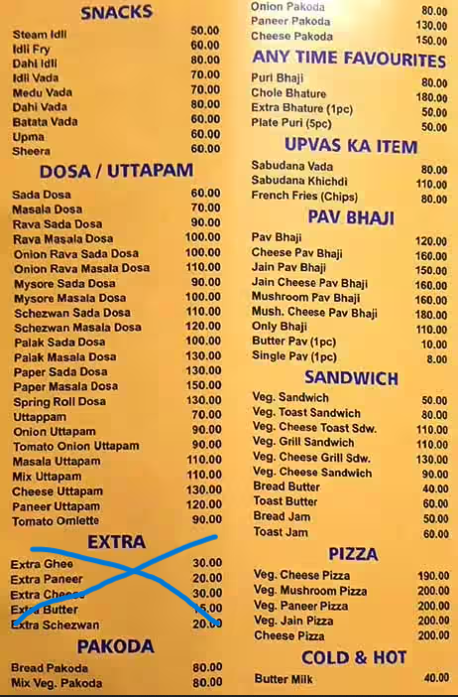 SNACKS
Steam Idli 50.00
Idli Fry 60.00
Dahi Idli 80.00
Idli Vada 70.00
Medu Vada 70.00
Dahi Vada 80.00
Batata Vada 60.00
Upma 60.00
Sheera 60.00
DOSA / UTTAPAM
Sada Dosa 60.00
Masala Dosa 70.00
Rava Sada Dosa 90.00
Rava Masala Dosa 100.00
Onion Rava Sada Dosa 100.00
Onion Rava Masala Dosa 110.00
Mysore Sada Dosa 90.00
Mysore Masala Dosa 100.00
Schezwan Sada Dosa 110.00
Schezwan Masala Dosa 120.00
Palak Sada Dosa 100.00
Palak Masala Dosa 130.00
Paper Sada Dosa 130.00
Paper Masala Dosa 150.00
Spring Roll Dosa 130.00
Uttappam 70.00
Onion Uttapam 90.00
Tomato Onion Uttapam 90.00
Masala Uttapam 110.00
Mix Uttapam 110.00
Cheese Uttapam 130.00
Paneer Uttapam 120.00
Tomato Omlette 90.00
EXTRA
Extra Ghee 30.00
Extra Paneer 20.00
Extra Cheese 30.00
Extra Butter 15.00
Extra Schezwan 20.00
PAKODA
Bread Pakoda 80.00
Mix Veg. Pakoda 80.00
Onion Pakoda 80.00
Paneer Pakoda 130.00
Cheese Pakoda 150.00
ANY TIME FAVOURITES
Puri Bhaji 80.00
Chole Bhature 180.00
Extra Bhature (1pc) 50.00
Plate Puri (5pc) 50.00
UPVAS KA ITEM
Sabudana Vada 80.00
Sabudana Khichdi 110.00
French Fries (Chips) 80.00
PAV BHAJI
Pav Bhaji 120.00
Cheese Pav Bhaji 160.00
Jain Pav Bhaji 150.00
Jain Cheese Pav Bhaji 160.00
Mushroom Pav Bhaji 160.00
Mush. Cheese Pav Bhaji 180.00
Only Bhaji 110.00
Butter Pav (1pc) 10.00
Single Pav (1pc) 8.00
SANDWICH
Veg. Sandwich 50.00
Veg. Toast Sandwich 80.00
Veg. Cheese Toast Sdw. 110.00
Veg. Grill Sandwich 110.00
Veg. Cheese Grill Sdw. 130.00
Veg. Cheese Sandwich 90.00
Bread Butter 40.00
Toast Butter 60.00
Bread Jam 50.00
Toast Jam 60.00
PIZZA
Veg. Cheese Pizza 190.00
Veg. Mushroom Pizza 200.00
Veg. Paneer Pizza 200.00
Veg. Jain Pizza 200.00
Cheese Pizza 200.00
COLD & HOT
Butter Milk 40.00